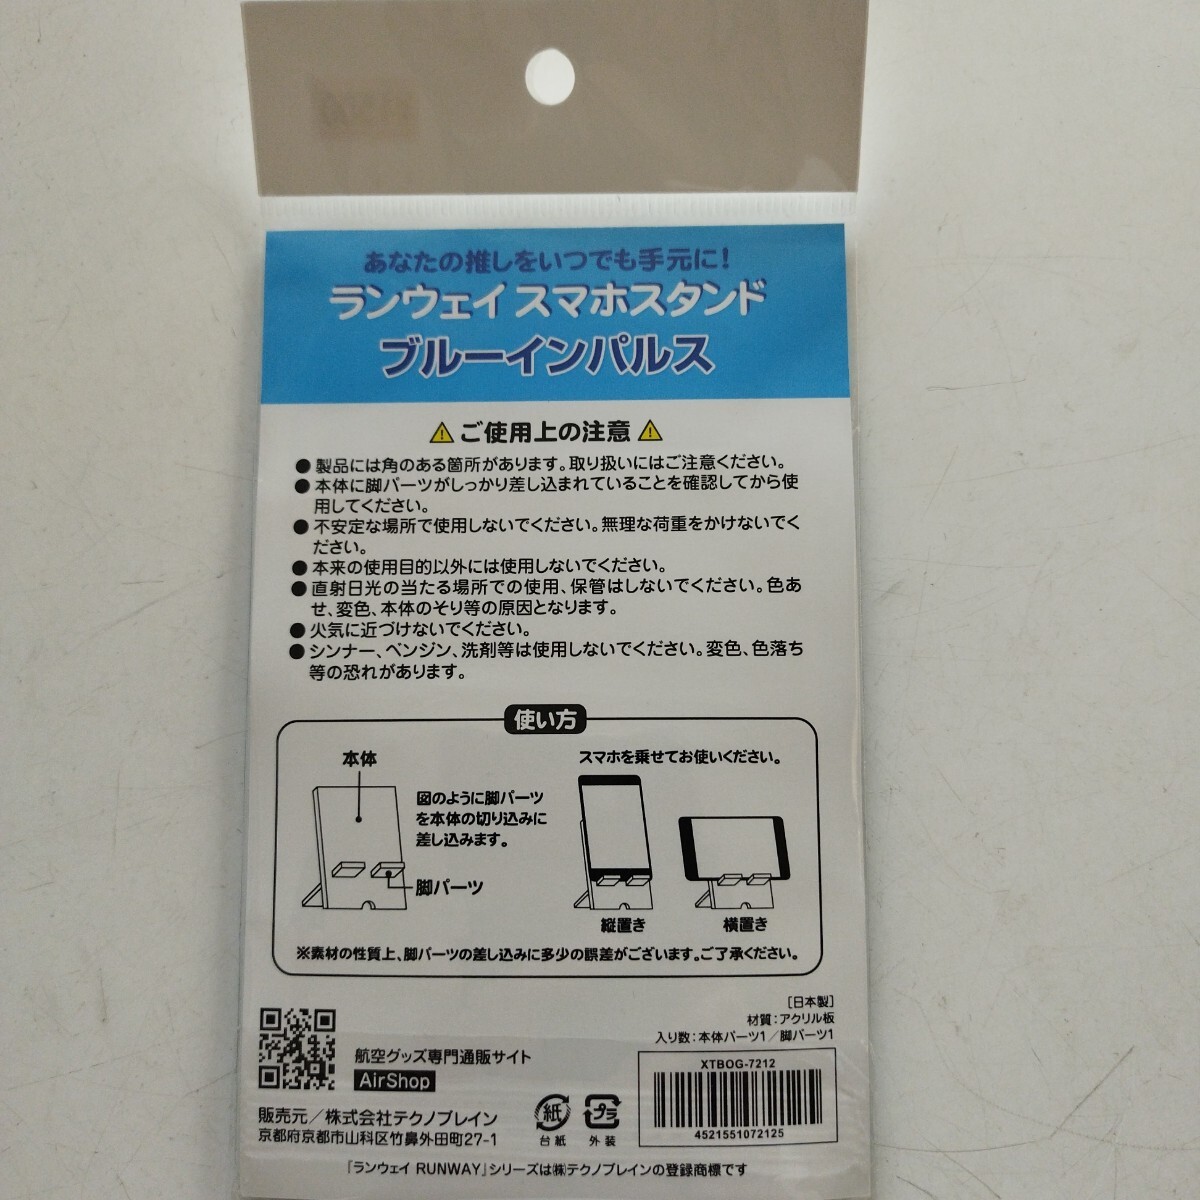 あなたの推しをいつでも手元に!
ランウェイ スマホスタンド
ブルーインパルス
ご使用上の注意
● 製品には角のある箇所があります。取り扱いにはご注意ください。
● 本体に脚パーツがしっかり差し込まれていることを確認してから使
用してください。
● 不安定な場所で使用しないでください。無理な荷重をかけないでく
ださい。
● 本来の使用目的以外には使用しないでください。
● 直射日光の当たる場所での使用、保管はしないでください。色あ
せ、変色、本体のそり等の原因となります。
● 火気に近づけないでください。
● シンナー、ベンジン、洗剤等は使用しないでください。変色、色落ち
等の恐れがあります。
使い方
本体
図のように脚パーツ
を本体の切り込みに
差し込みます。
脚パーツ
スマホを乗せてお使いください。
縦置き
横置き
※素材の性質上、脚パーツの差し込みに多少の誤差がございます。ご了承ください。
[日本製]
材質:アクリル板
入り数:本体パーツ1/脚パーツ1
航空グッズ専門通販サイト
AirShop
販売元/株式会社テクノブレイン
京都府京都市山科区竹鼻外田町27-1
紙
台紙
プラ
外装
XTBOG-7212
4521551072125
『ランウェイ RUNWAY』シリーズは㈱テクノブレインの登録商標です